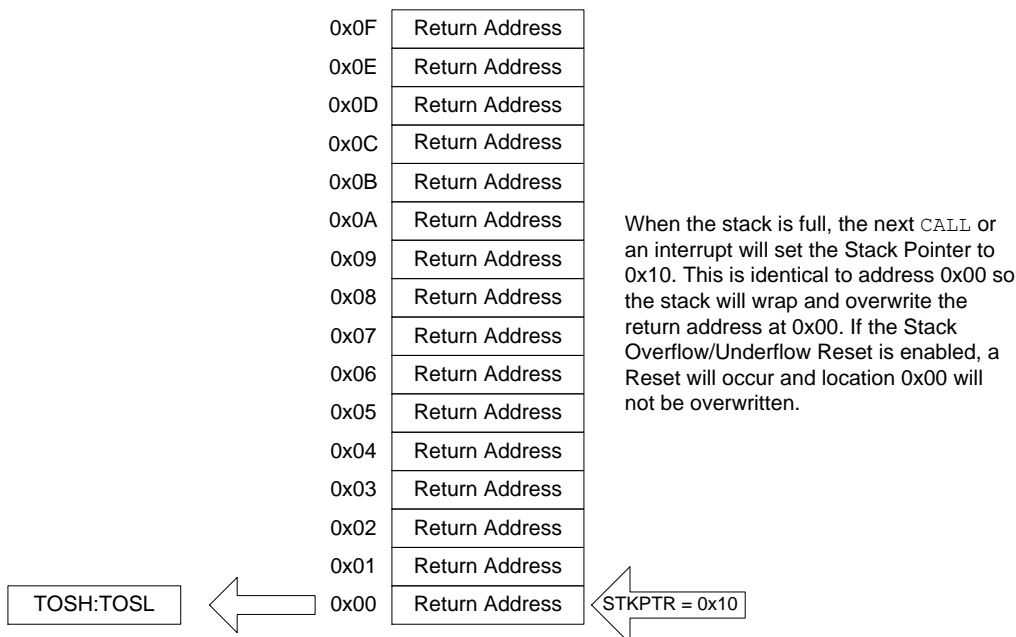 0x0F Return Address
0x0E Return Address
0x0D Return Address
0x0C Return Address
0x0B Return Address
0x0A Return Address
0x09 Return Address
0x08 Return Address
0x07 Return Address
0x06 Return Address
0x05 Return Address
0x04 Return Address
0x03 Return Address
0x02 Return Address
0x01 Return Address
TOSH:TOSL 0x00 Return Address STKPTR = 0x10
When the stack is full, the next CALL or
an interrupt will set the Stack Pointer to
0x10. This is identical to address 0x00 so
the stack will wrap and overwrite the
return address at 0x00. If the Stack
Overflow/Underflow Reset is enabled, a
Reset will occur and location 0x00 will
not be overwritten.